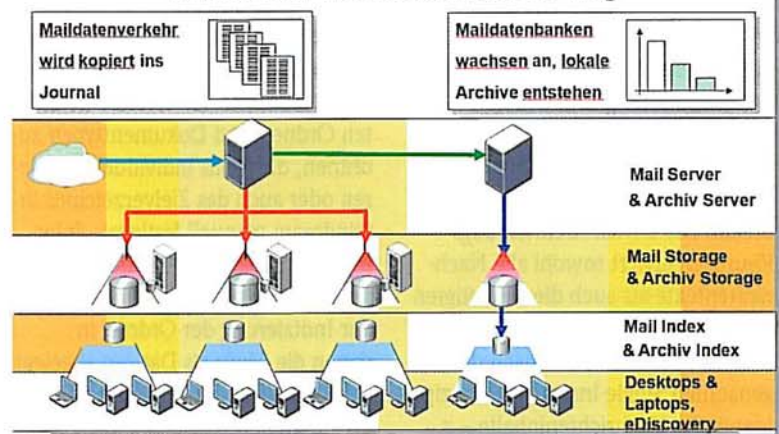 Maildatenverkehr
wird kopiert ins
Journal
Maildatenbanken
wachsen an, lokale
Archive entstehen
Mail Server
& Archiv Server
Mail Storage
& Archiv Storage
Mail Index
& Archiv Index
Desktops &
Laptops,
eDiscovery